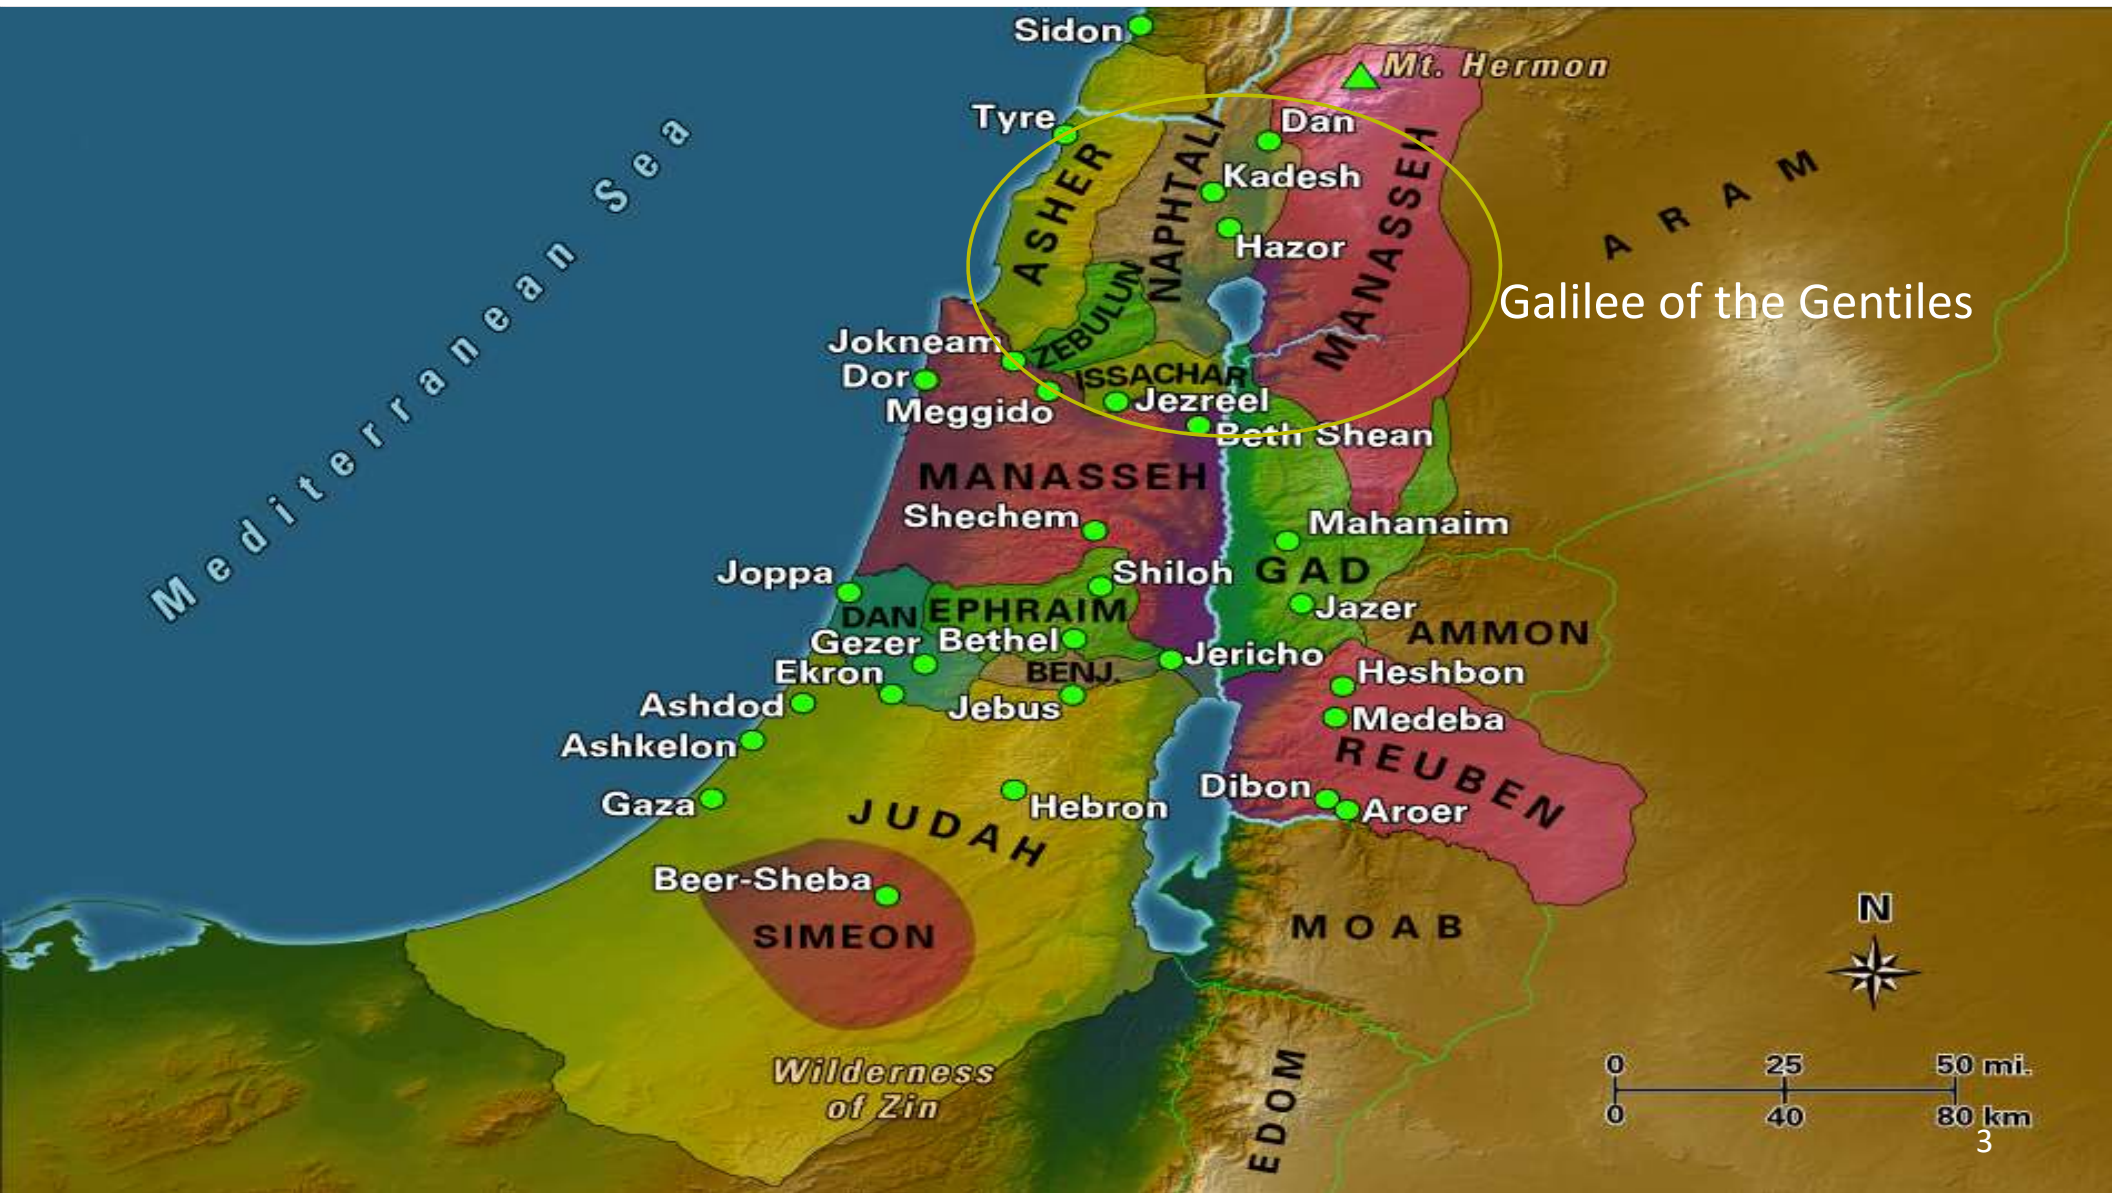 Sidon
Mt. Hermon
Tyre
Dan
Mediterranean Sea
ASHER
NAPHTALI
Kadesh
MANASSEH
ARAM
Hazor
Galilee of the Gentiles
ZEBULUN
Jokneam
Dor
ISSACHAR
Meggido
Jezreel
Beth Shean
MANASSEH
Shechem
Mahanaim
Joppa
Shiloh
GAD
DAN
EPHRAIM
Jazer
Gezer
Bethel
AMMON
Jericho
Ekron
BENJ.
Heshbon
Ashdod
Jebus
Medeba
Ashkelon
REUBEN
Dibon
Gaza
Hebron
Aroer
JUDAH
Beer-Sheba
SIMEON
MOAB
N
Wilderness
of Zin
EDOM
0 25 50 mi.
0 40 80 km
3